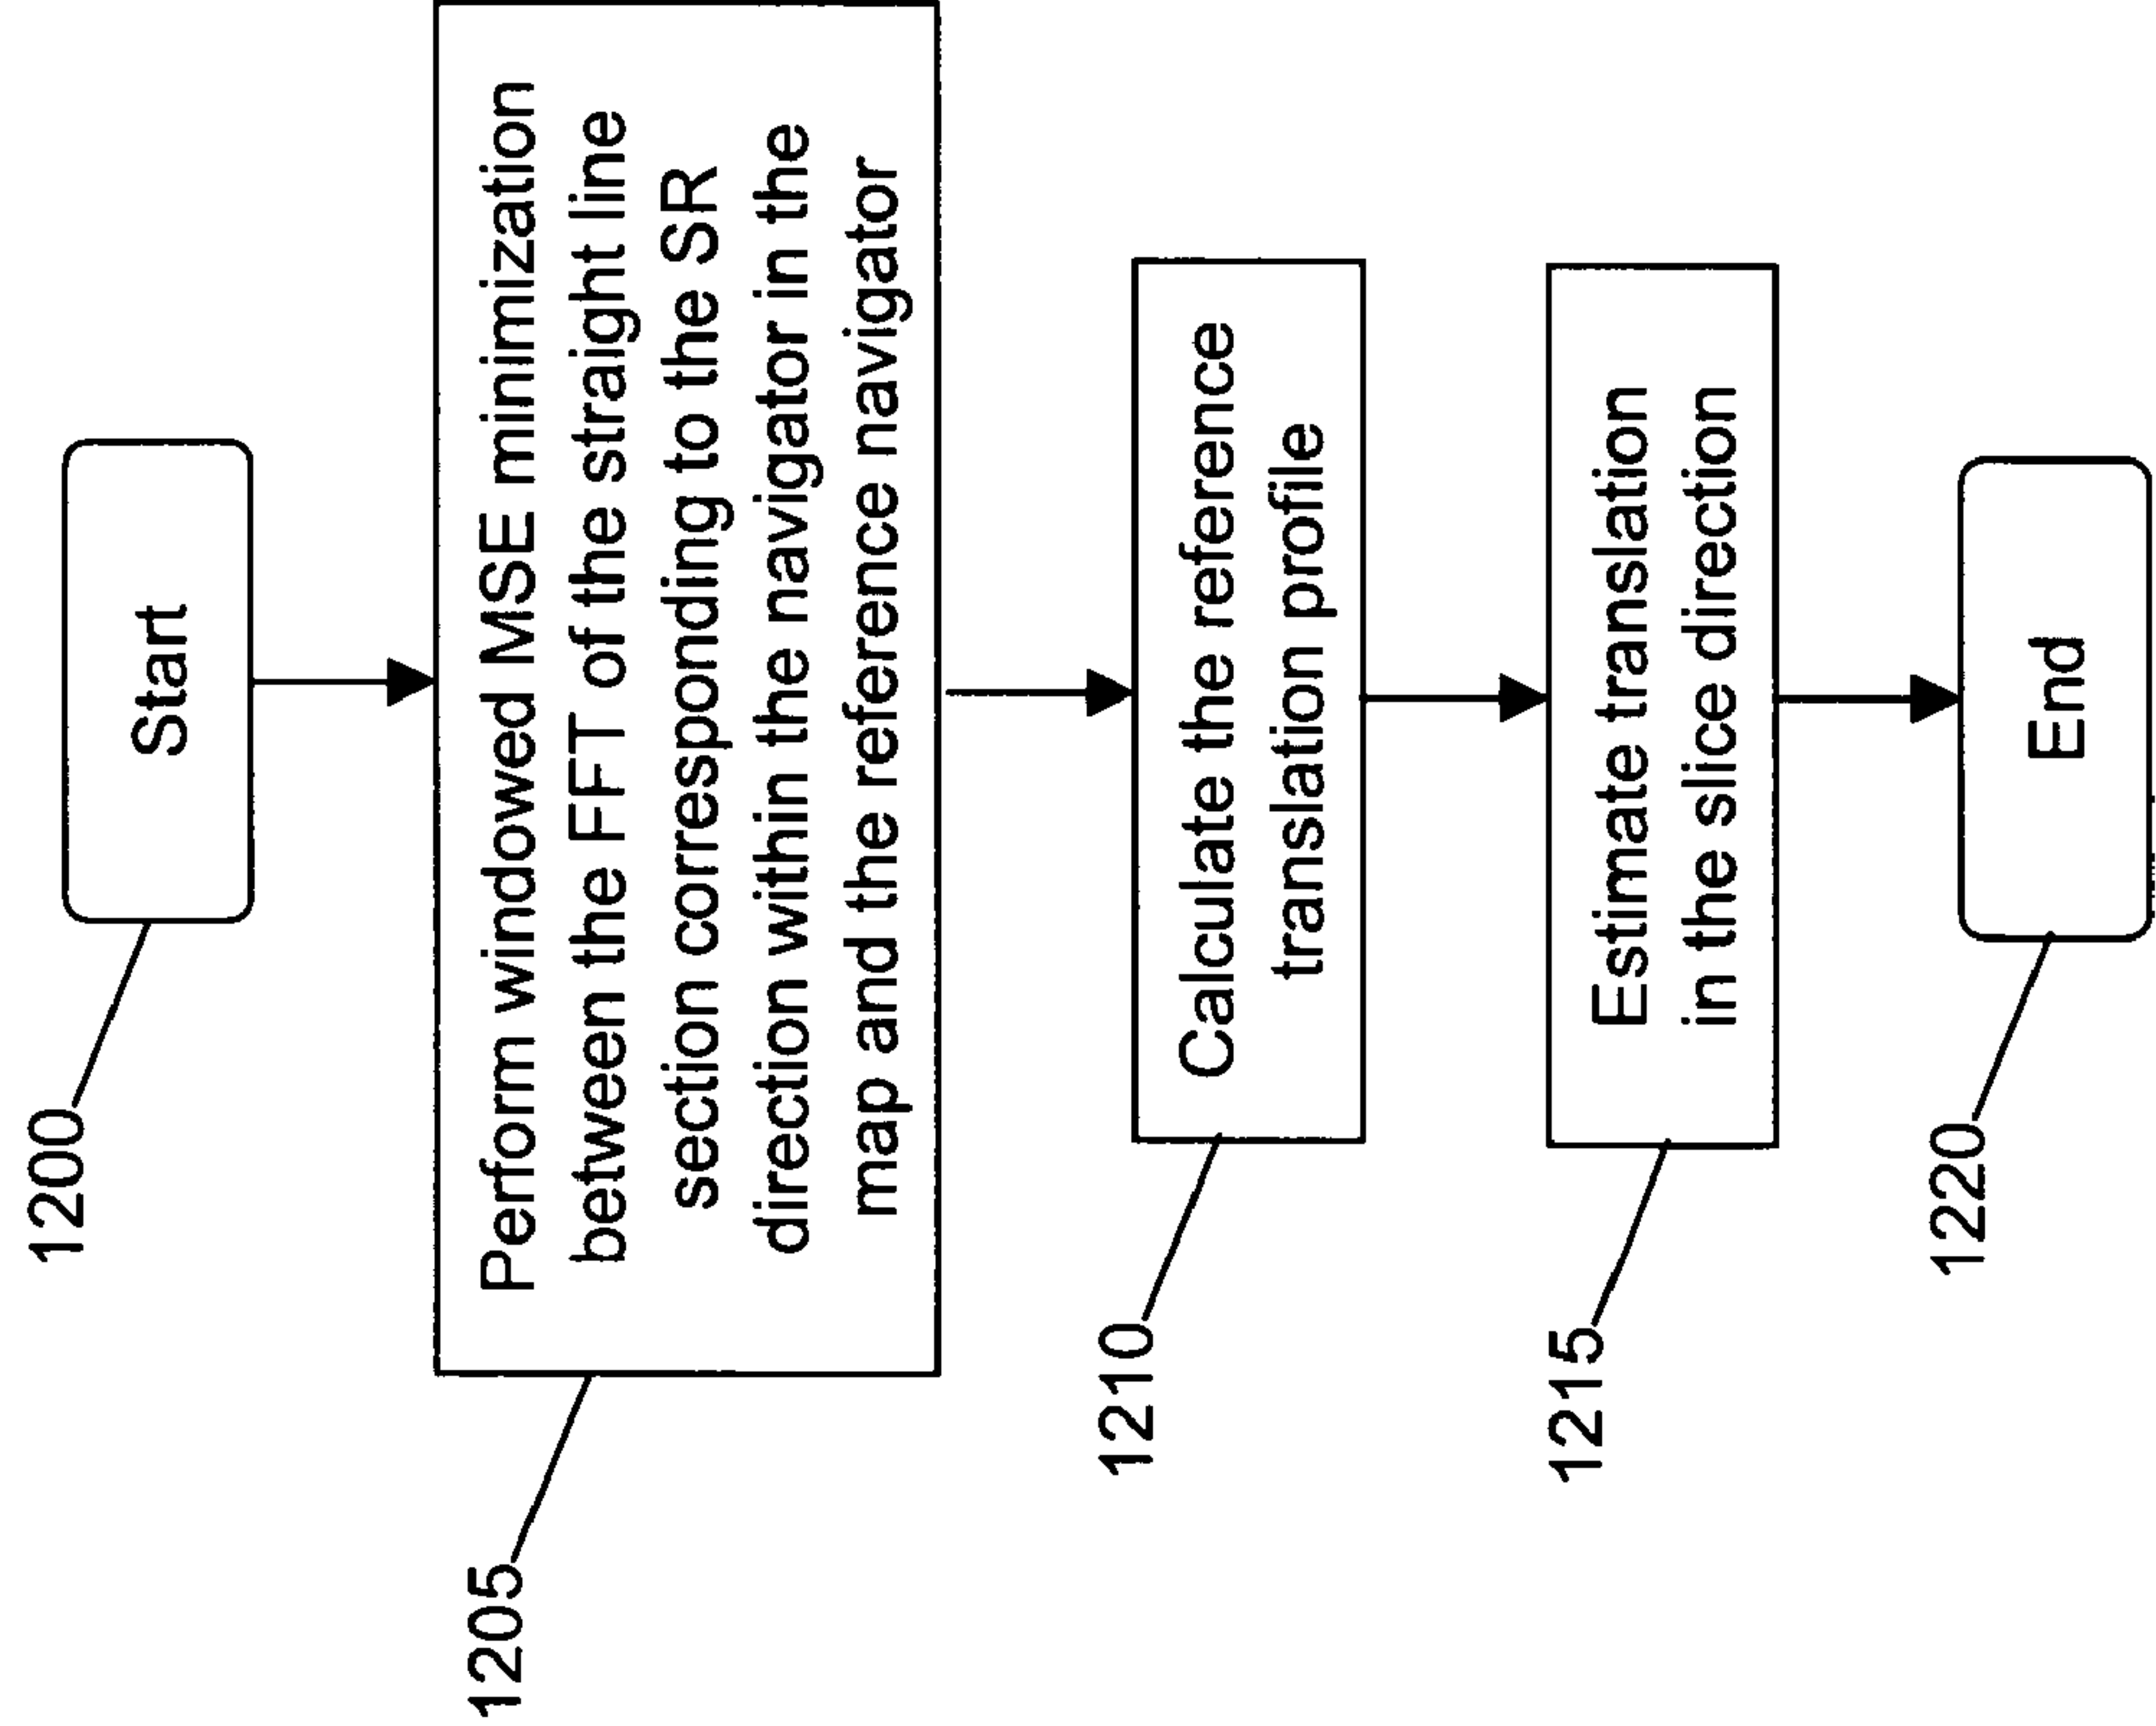 1200
Start
1205
Perform windowed MSE minimization
between the FFT of the straight line
section corresponding to the SR
direction within the navigator in the
map and the reference navigator
1210
Calculate the reference
translation profile
1215
Estimate translation
in the slice direction
1220
End